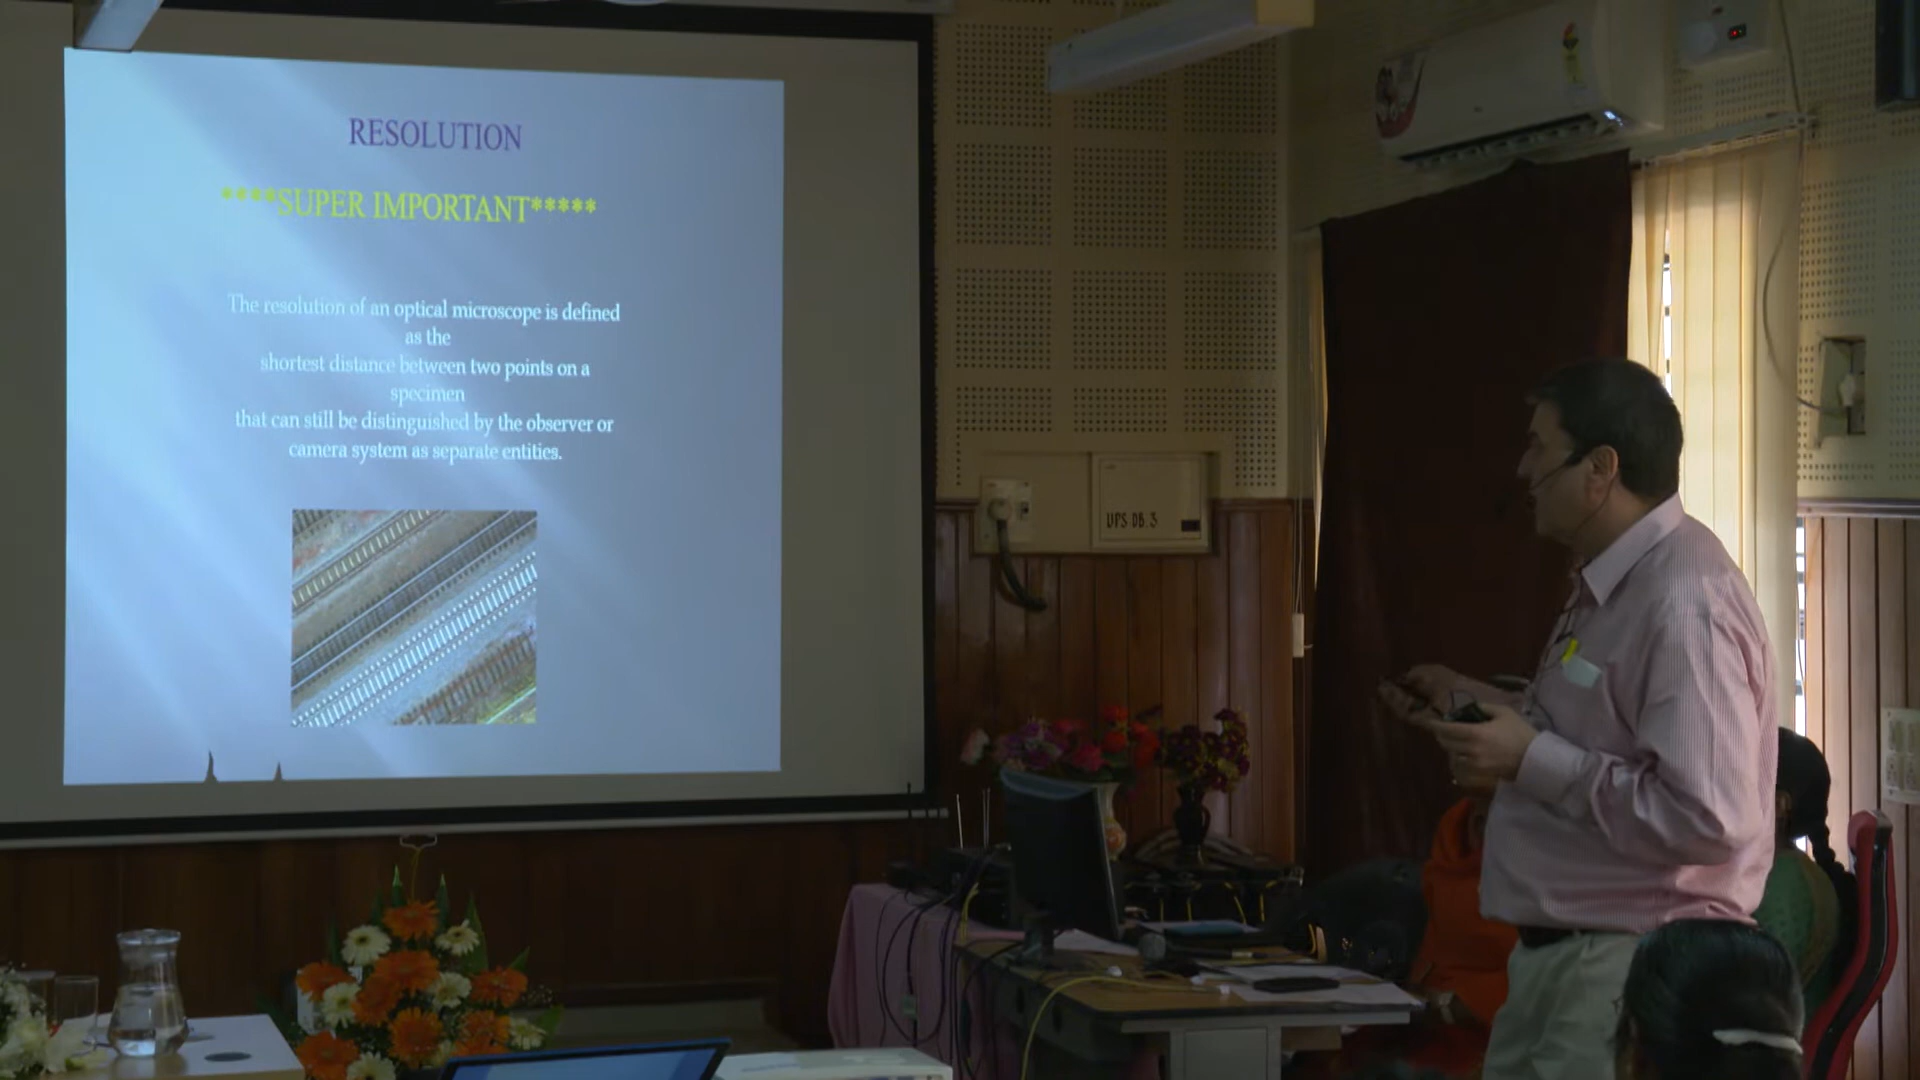 RESOLUTION
****SUPER IMPORTANT*****
The resolution of an optical microscope is defined
as the
shortest distance between two points on a
specimen
that can still be distinguished by the observer or
camera system as separate entities.
UPS-DB.3